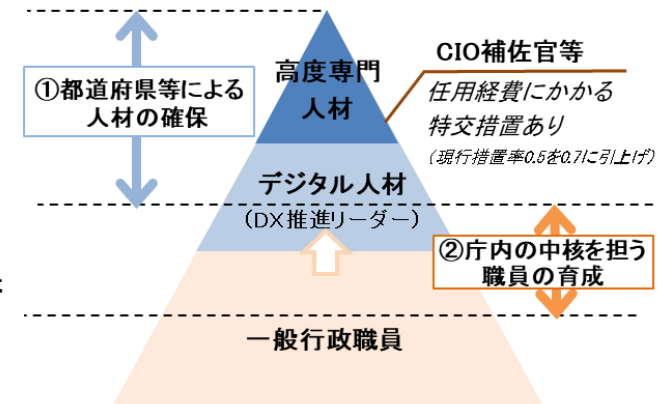 ①都道府県等による
人材の確保
高度専門
人材
CIO補佐官等
任用経費にかかる
特交措置あり
(現行措置率0.5を0.7に引上げ)
デジタル人材
(DX推進リーダー)
②庁内の中核を担う
職員の育成
一般行政職員